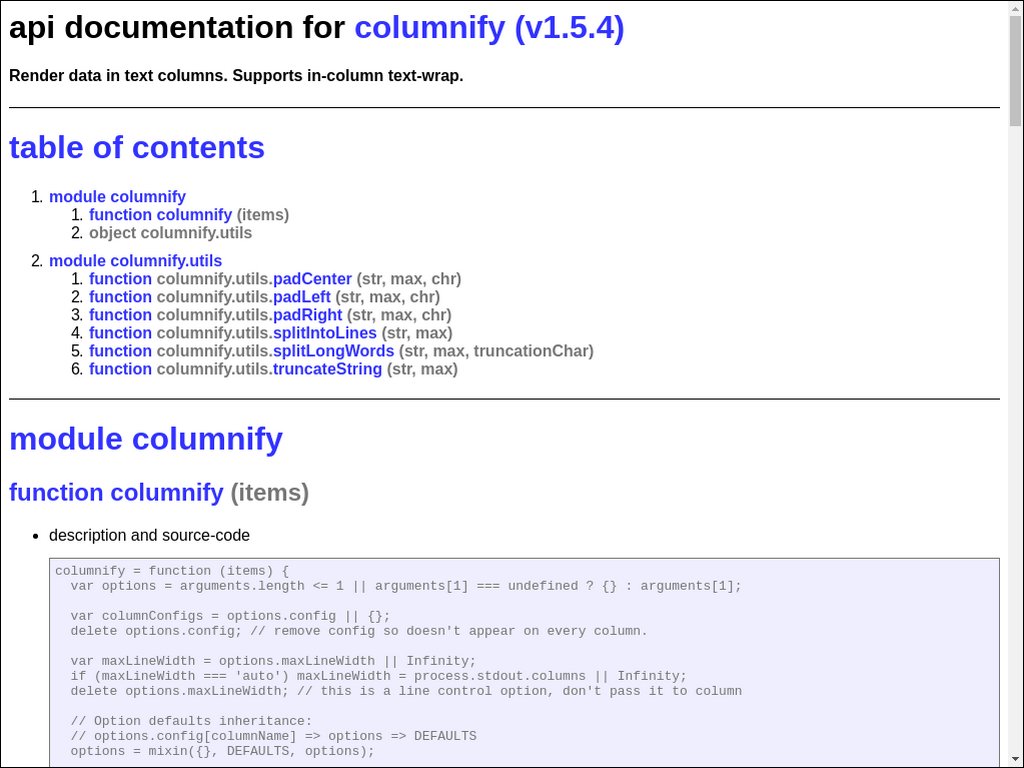 api documentation for columnify (v1.5.4)
Render data in text columns. Supports in-column text-wrap.
table of contents
1. module columnify
1. function columnify (items)
2. object columnify.utils
2. module columnify.utils
1. function columnify.utils.padCenter (str, max, chr)
2. function columnify.utils.padLeft (str, max, chr)
3. function columnify.utils.padRight (str, max, chr)
4. function columnify.utils.splitIntoLines (str, max)
5. function columnify.utils.splitLongWords (str, max, truncationChar)
6. function columnify.utils.truncateString (str, max)
module columnify
function columnify (items)
• description and source-code
columnify = function (items) {
  var options = arguments.length <= 1 || arguments[1] === undefined ? {} : arguments[1];
  var columnConfigs = options.config || {};
  delete options.config; // remove config so doesn't appear on every column.
  var maxLineWidth = options.maxLineWidth || Infinity;
  if (maxLineWidth === 'auto') maxLineWidth = process.stdout.columns || Infinity;
  delete options.maxLineWidth; // this is a line control option, don't pass it to column
  // Option defaults inheritance:
  // options.config[columnName] => options => DEFAULTS
  options = mixin({}, DEFAULTS, options);